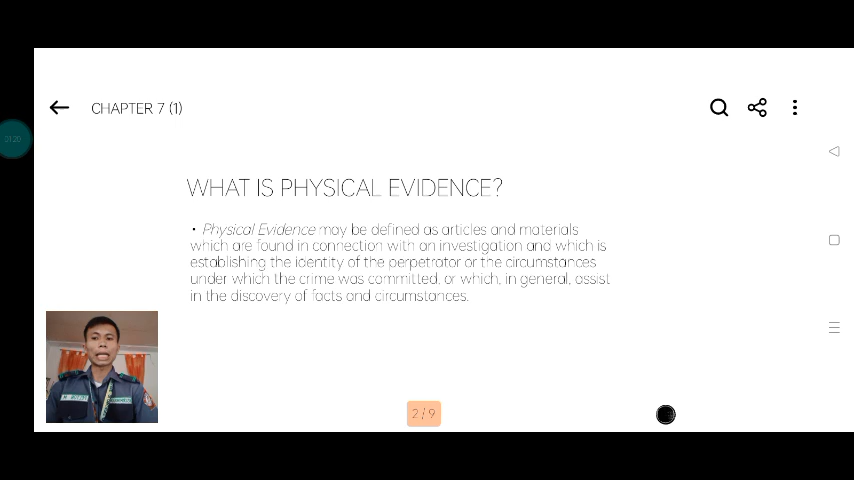 CHAPTER 7 (1)
WHAT IS PHYSICAL EVIDENCE?
• Physical Evidence may be defined as articles and materials
which are found in connection with an investigation and which is
establishing the identity of the perpetrator or the circumstances
under which the crime was committed, or which, in general, assist
in the discovery of facts and circumstances.
2 / 9